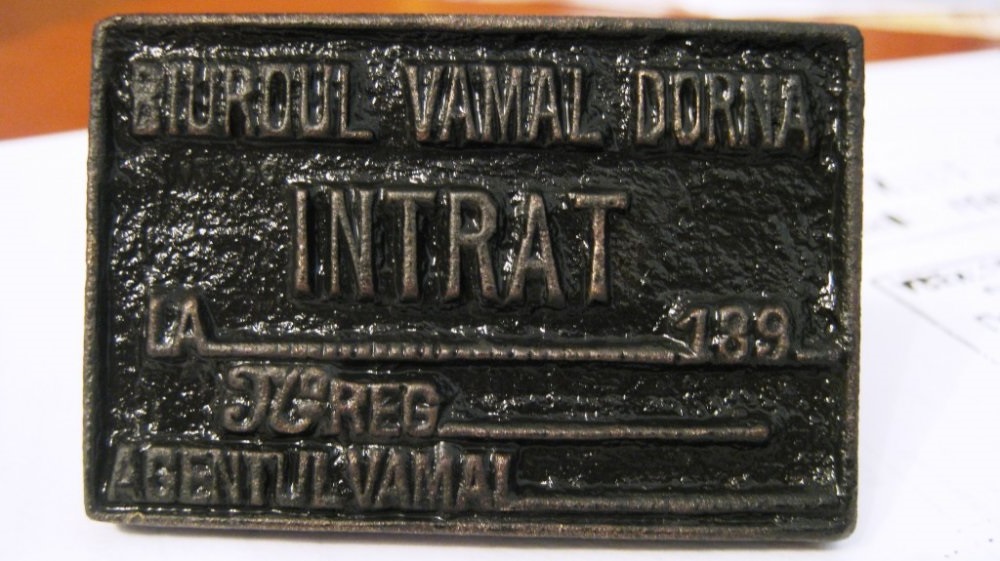 BIUROUL VAMAL DORNA
INTRAT
LA 189
No REG
AGENTUL VAMAL